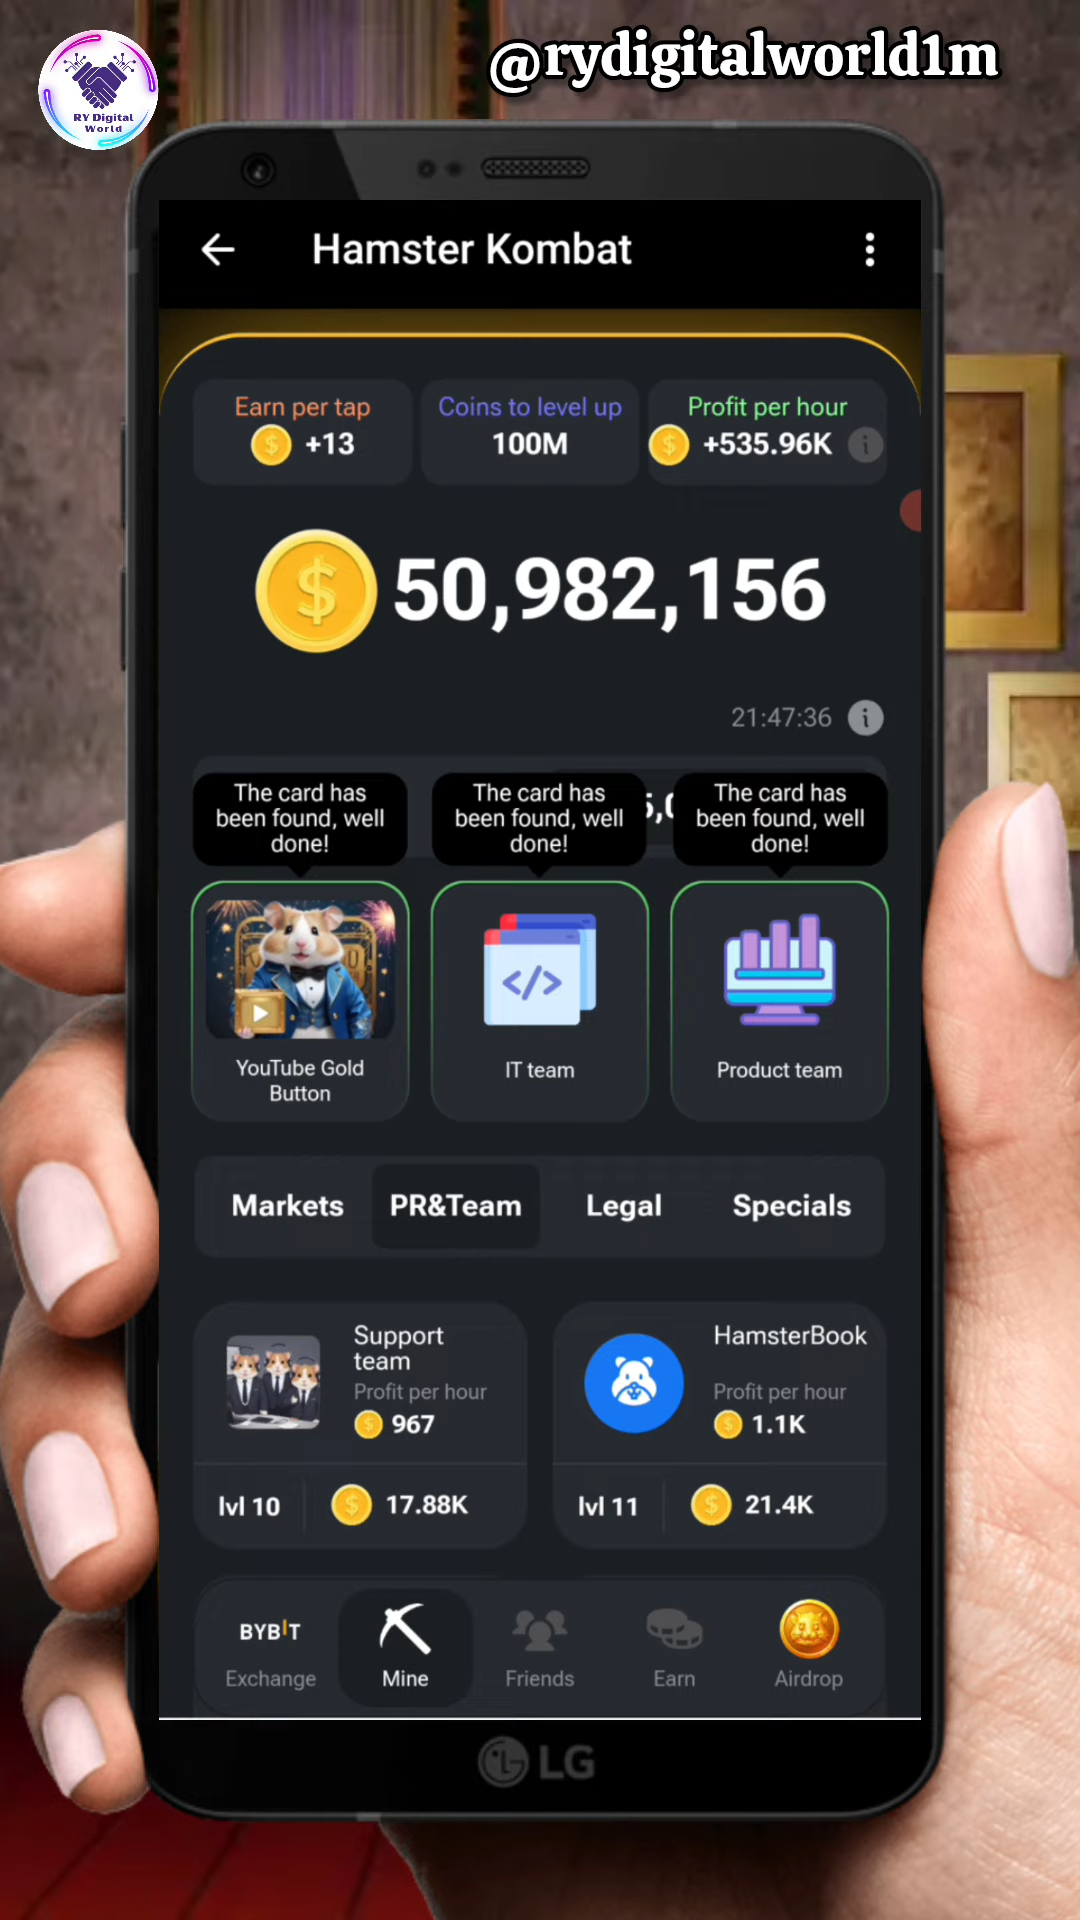 @rydigitalworld1m
RY Digital
World
Hamster Kombat
Earn per tap
+13
Coins to level up
100M
Profit per hour
+535.96K
50,982,156
21:47:36
The card has
been found, well
done!
The card has
been found, well
done!
The card has
been found, well
done!
YouTube Gold
Button
IT team
Product team
Markets
PR&Team
Legal
Specials
Support
team
Profit per hour
967
lvl 10
17.88K
HamsterBook
Profit per hour
1.1K
lvl 11
21.4K
BYBIT
Exchange
Mine
Friends
Earn
Airdrop
LG